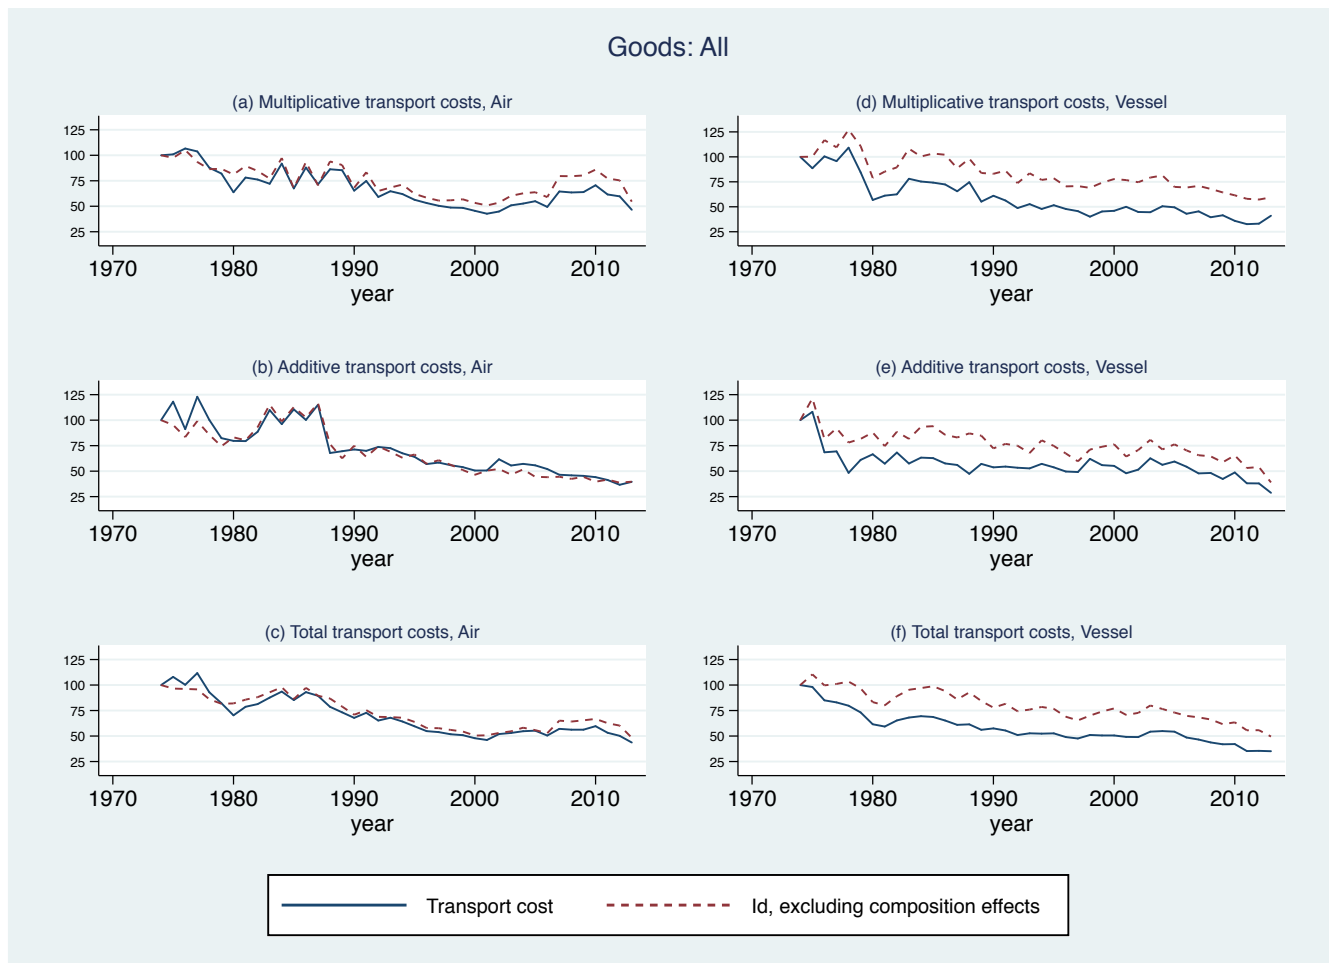 Goods: All
(a) Multiplicative transport costs, Air
125
100
75
50
25
1970 1980 1990 2000 2010
year
(d) Multiplicative transport costs, Vessel
125
100
75
50
25
1970 1980 1990 2000 2010
year
(b) Additive transport costs, Air
125
100
75
50
25
1970 1980 1990 2000 2010
year
(e) Additive transport costs, Vessel
125
100
75
50
25
1970 1980 1990 2000 2010
year
(c) Total transport costs, Air
125
100
75
50
25
1970 1980 1990 2000 2010
year
(f) Total transport costs, Vessel
125
100
75
50
25
1970 1980 1990 2000 2010
year
Transport cost Id, excluding composition effects